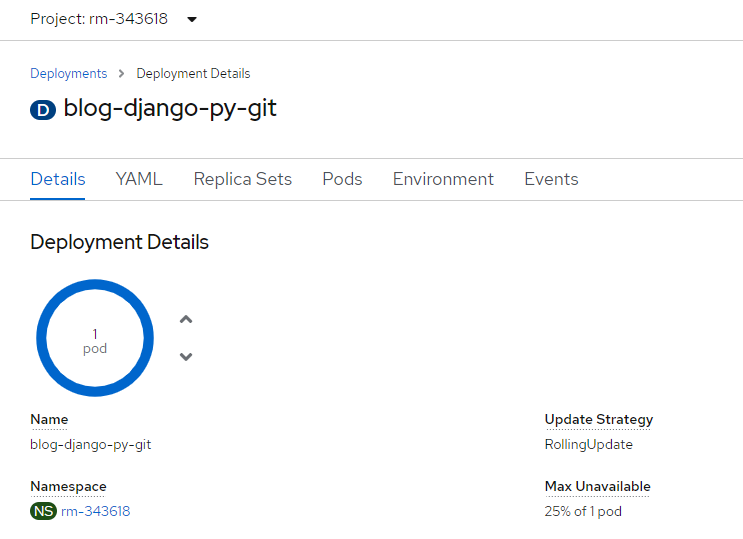 Project: rm-343618
Deployments > Deployment Details
D blog-django-py-git
Details YAML Replica Sets Pods Environment Events
Deployment Details
1
pod
Name
blog-django-py-git
Update Strategy
RollingUpdate
Namespace
NS rm-343618
Max Unavailable
25% of 1 pod